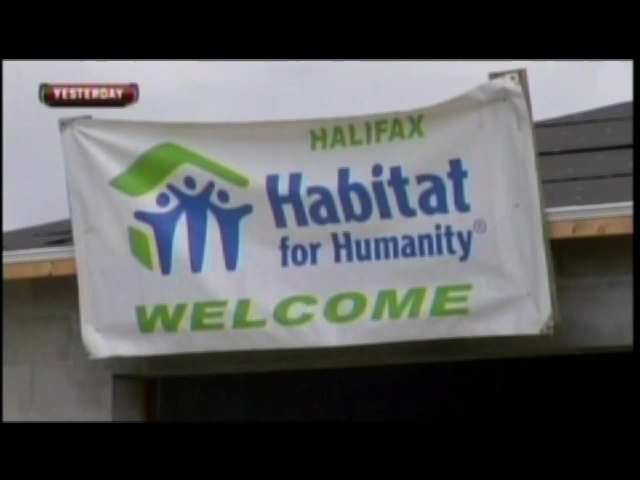 YESTERDAY
HALIFAX
Habitat
for Humanity®
WELCOME